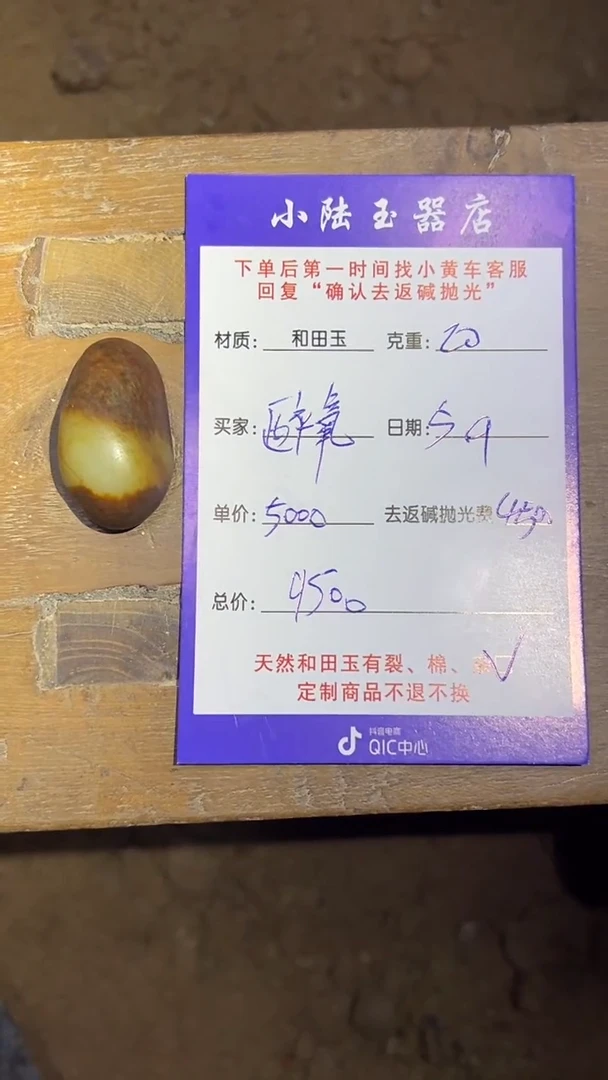 小陆玉器店
下单后第一时间找小黄车客服
回复“确认去返碱抛光”
材质: 和田玉 克重: 20
买家: 醉氧 日期: 5 9
单价: 5000 去返碱抛光费 4500
总价: 9500
天然和田玉有裂、棉、
定制商品不退不换
抖音电商
QIC中心